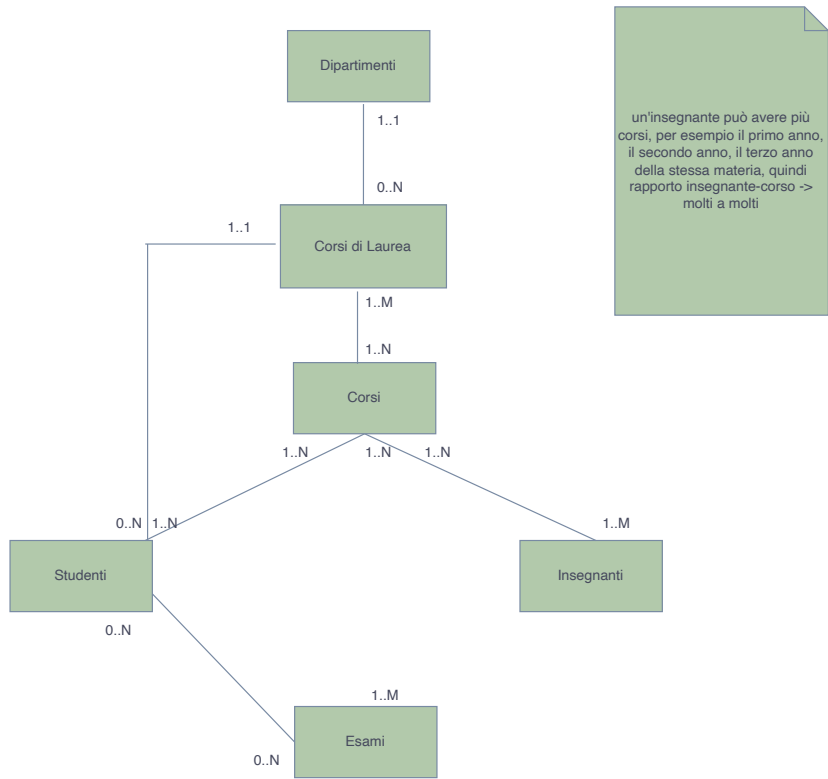 Dipartimenti
un'insegnante può avere più
corsi, per esempio il primo anno,
il secondo anno, il terzo anno
della stessa materia, quindi
rapporto insegnante-corso ->
molti a molti
1..1
0..N
1..1
Corsi di Laurea
1..M
1..N
Corsi
1..N
1..N
1..N
0..N
1..N
1..M
Studenti
Insegnanti
0..N
1..M
Esami
0..N